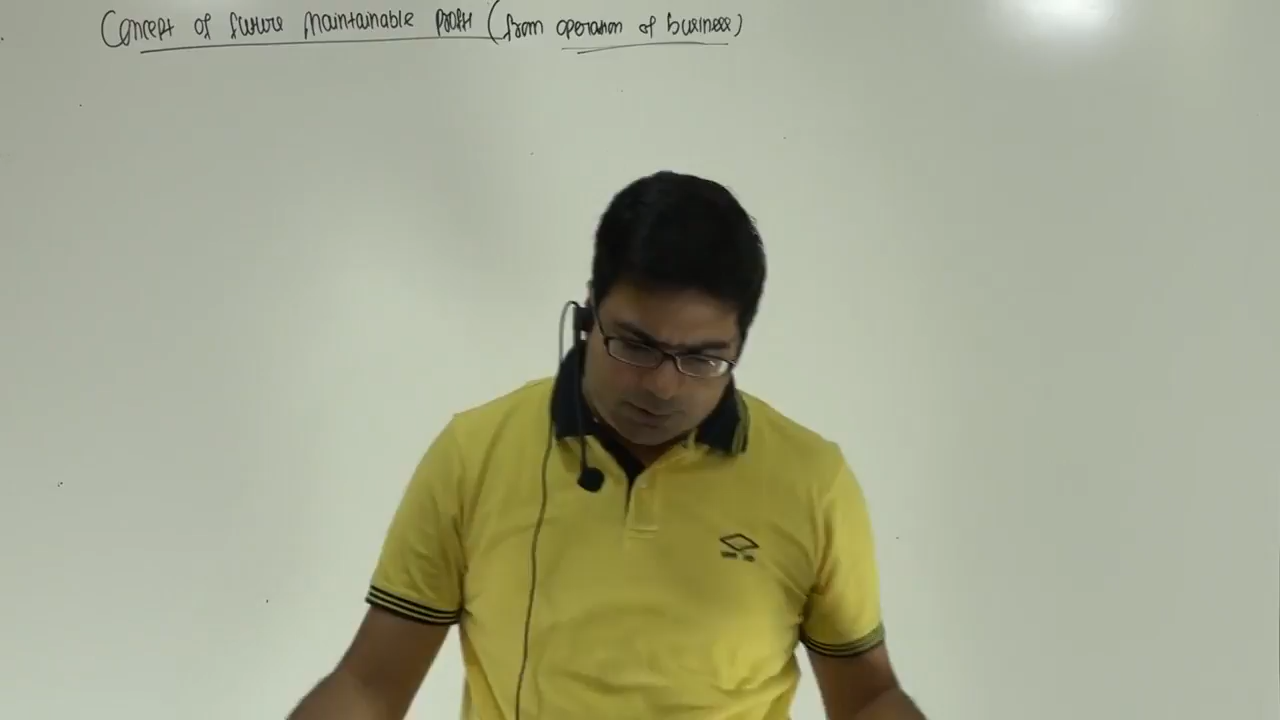 Concept of future Maintainable Profit (from operation of business)